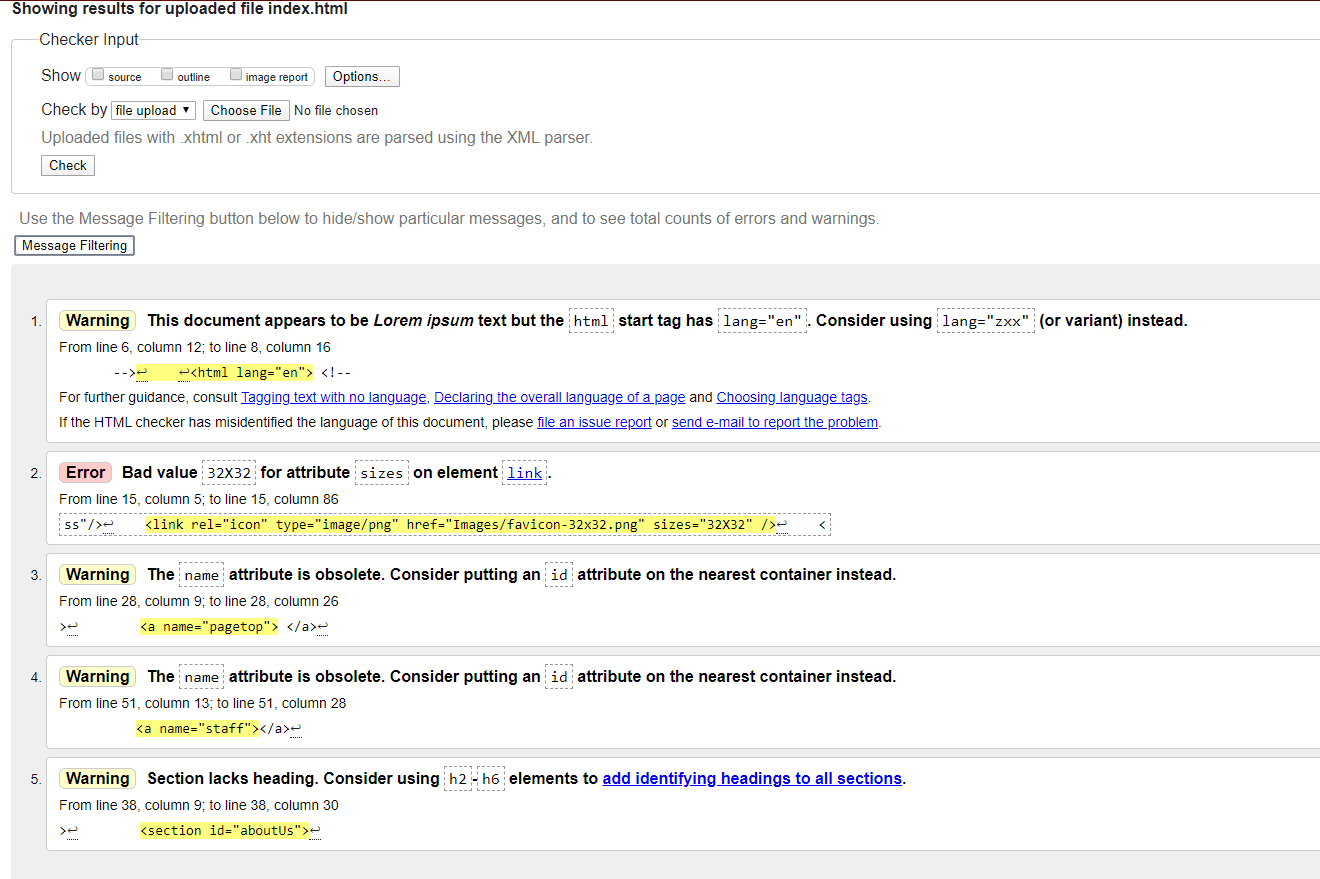 Showing results for uploaded file index.html
Checker Input
Show source outline image report Options...
Check by file upload ▼ Choose File No file chosen
Uploaded files with .xhtml or .xht extensions are parsed using the XML parser.
Check
Use the Message Filtering button below to hide/show particular messages, and to see total counts of errors and warnings.
Message Filtering
1. Warning This document appears to be Lorem ipsum text but the html start tag has lang="en". Consider using lang="zxx" (or variant) instead.
From line 6, column 12; to line 8, column 16
-->↩ ↩<html lang="en"> <!--
For further guidance, consult Tagging text with no language, Declaring the overall language of a page and Choosing language tags.
If the HTML checker has misidentified the language of this document, please file an issue report or send e-mail to report the problem.
2. Error Bad value 32X32 for attribute sizes on element link.
From line 15, column 5; to line 15, column 86
ss"/>↩ <link rel="icon" type="image/png" href="Images/favicon-32x32.png" sizes="32X32" />↩ <
3. Warning The name attribute is obsolete. Consider putting an id attribute on the nearest container instead.
From line 28, column 9; to line 28, column 26
>↩ <a name="pagetop"> </a>↩
4. Warning The name attribute is obsolete. Consider putting an id attribute on the nearest container instead.
From line 51, column 13; to line 51, column 28
<a name="staff"></a>↩
5. Warning Section lacks heading. Consider using h2-h6 elements to add identifying headings to all sections.
From line 38, column 9; to line 38, column 30
>↩ <section id="aboutUs">↩